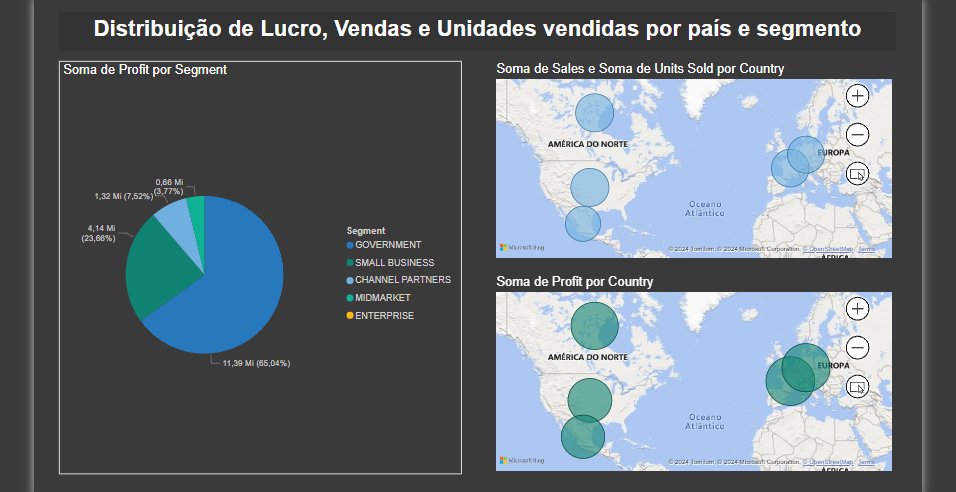 Distribuição de Lucro, Vendas e Unidades vendidas por país e segmento
Soma de Profit por Segment
0,66 Mi
(3,77%)
1,32 Mi (7,52%)
4,14 Mi
(23,66%)
11,39 Mi (65,04%)
Segment
GOVERNMENT
SMALL BUSINESS
CHANNEL PARTNERS
MIDMARKET
ENTERPRISE
Soma de Sales e Soma de Units Sold por Country
AMÉRICA DO NORTE
EUROPA
Oceano
Atlântico
Microsoft Bing
© 2024 TomTom, © 2024 Microsoft Corporation, © OpenStreetMap Terms
ÁFRICA
Soma de Profit por Country
AMÉRICA DO NORTE
EUROPA
Oceano
Atlântico
Microsoft Bing
© 2024 TomTom, © 2024 Microsoft Corporation, © OpenStreetMap Terms
ÁFRICA